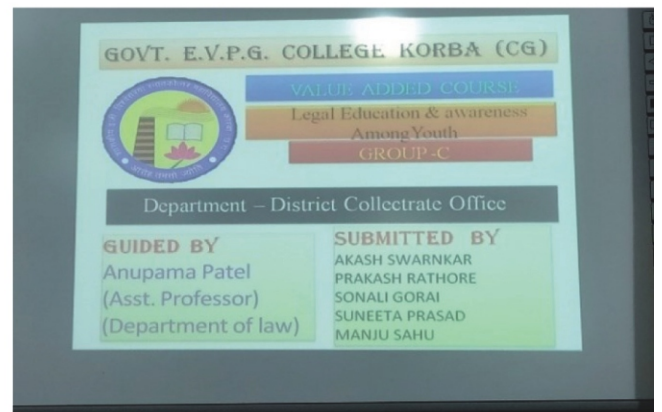 GOVT. E.V.P.G. COLLEGE KORBA (CG)
VALUE ADDED COURSE
Legal Education & awareness
Among Youth
GROUP -C
Department – District Collectrate Office
GUIDED BY
Anupama Patel
(Asst. Professor)
(Department of law)
SUBMITTED BY
AKASH SWARNKAR
PRAKASH RATHORE
SONALI GORAI
SUNEETA PRASAD
MANJU SAHU